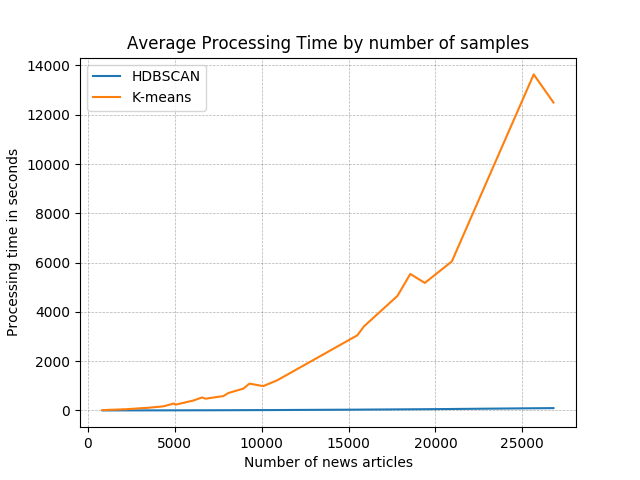 Average Processing Time by number of samples
HDBSCAN
K-means
14000
12000
10000
8000
6000
4000
2000
0
Processing time in seconds
0 5000 10000 15000 20000 25000
Number of news articles